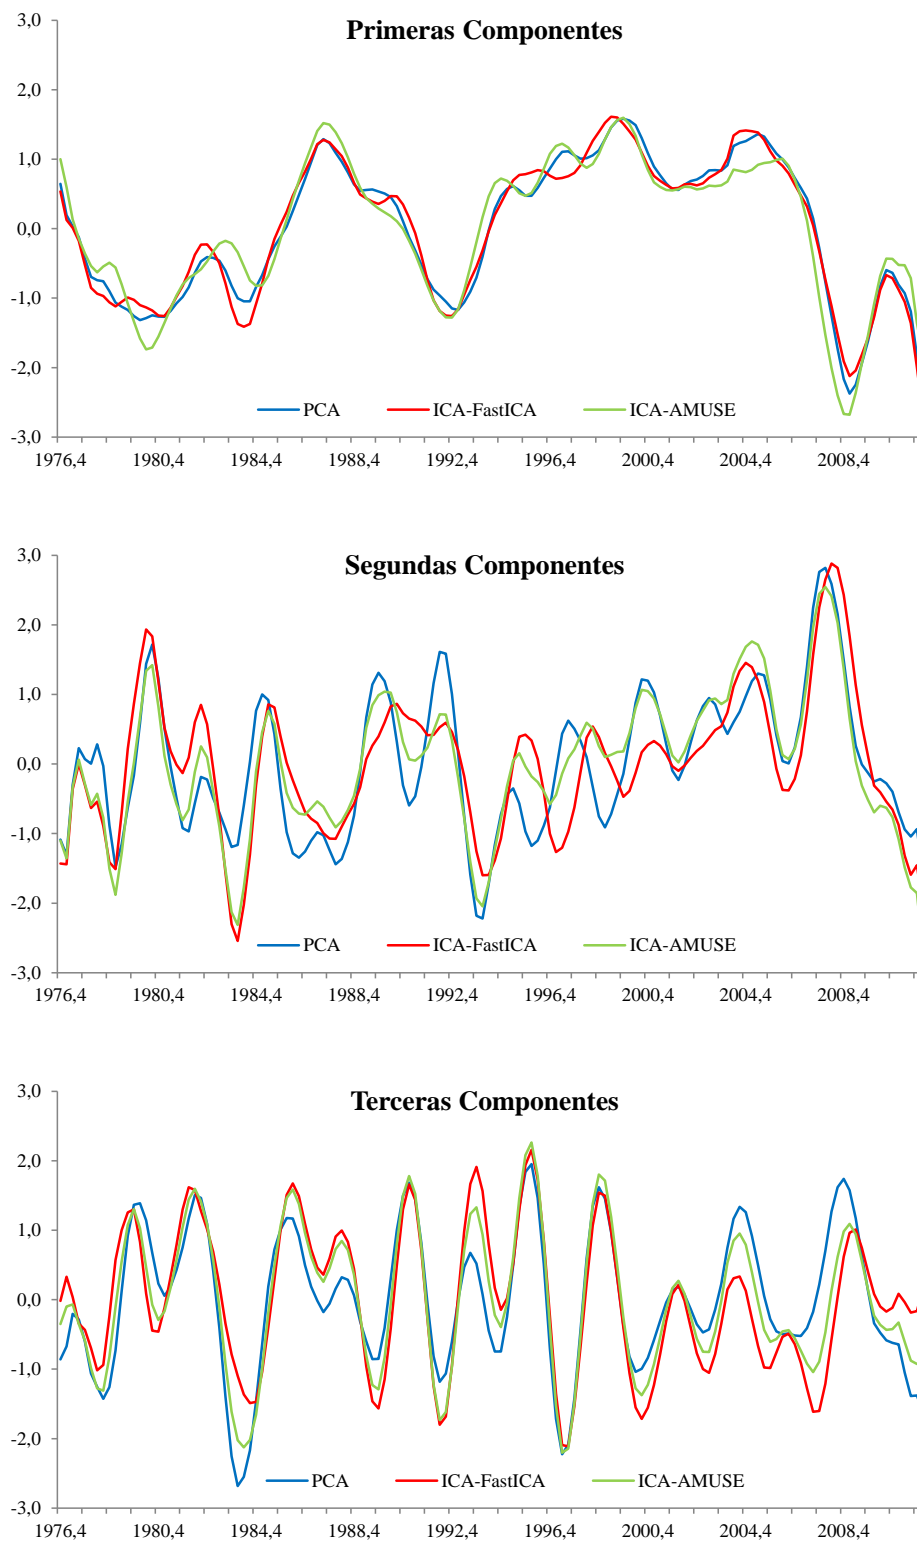 Primeras Componentes
3,0
2,0
1,0
0,0
-1,0
-2,0
-3,0
PCA ICA-FastICA ICA-AMUSE
1976,4 1980,4 1984,4 1988,4 1992,4 1996,4 2000,4 2004,4 2008,4
Segundas Componentes
3,0
2,0
1,0
0,0
-1,0
-2,0
-3,0
PCA ICA-FastICA ICA-AMUSE
1976,4 1980,4 1984,4 1988,4 1992,4 1996,4 2000,4 2004,4 2008,4
Terceras Componentes
3,0
2,0
1,0
0,0
-1,0
-2,0
-3,0
PCA ICA-FastICA ICA-AMUSE
1976,4 1980,4 1984,4 1988,4 1992,4 1996,4 2000,4 2004,4 2008,4